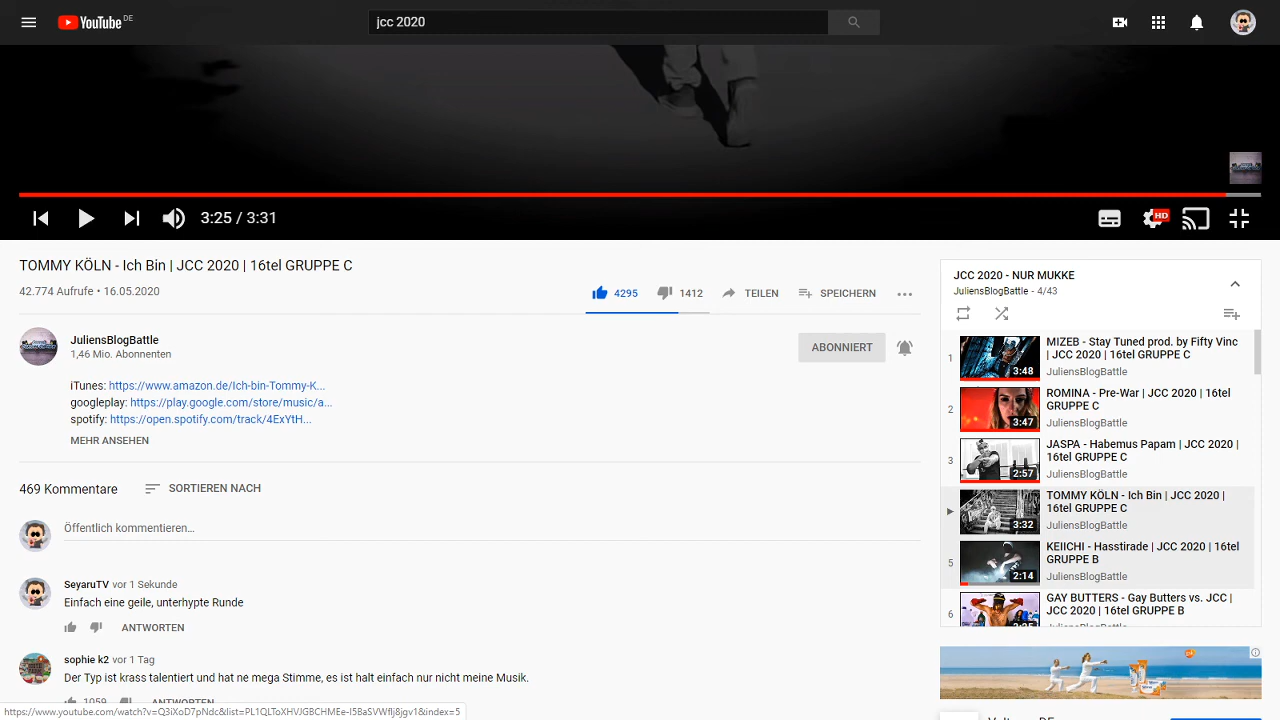 YouTube DE
jcc 2020
3:25 / 3:31
HD
TOMMY KÖLN - Ich Bin | JCC 2020 | 16tel GRUPPE C
42.774 Aufrufe • 16.05.2020
4295
1412
TEILEN
SPEICHERN
JuliensBlogBattle
1,46 Mio. Abonnenten
ABONNIERT
iTunes: https://www.amazon.de/Ich-bin-Tommy-K...
googleplay: https://play.google.com/store/music/a...
spotify: https://open.spotify.com/track/4ExYtH...
MEHR ANSEHEN
469 Kommentare
SORTIEREN NACH
Öffentlich kommentieren...
SeyaruTV vor 1 Sekunde
Einfach eine geile, unterhypte Runde
ANTWORTEN
sophie k2 vor 1 Tag
Der Typ ist krass talentiert und hat ne mega Stimme, es ist halt einfach nur nicht meine Musik.
1059
ANTWORTEN
https://www.youtube.com/watch?v=Q3iXoD7pNdc&list=PL1QLToXHVJGBCHMEe-I5BaSVWflJ&jgv1&index=5
JCC 2020 - NUR MUKKE
JuliensBlogBattle - 4/43
1
3:48
MIZEB - Stay Tuned prod. by Fifty Vinc
| JCC 2020 | 16tel GRUPPE C
JuliensBlogBattle
2
3:47
ROMINA - Pre-War | JCC 2020 | 16tel
GRUPPE C
JuliensBlogBattle
3
2:57
JASPA - Habemus Papam | JCC 2020 |
16tel GRUPPE C
JuliensBlogBattle
3:32
TOMMY KÖLN - Ich Bin | JCC 2020 |
16tel GRUPPE C
JuliensBlogBattle
5
2:14
KEIICHI - Hasstirade | JCC 2020 | 16tel
GRUPPE B
JuliensBlogBattle
6
GAY BUTTERS - Gay Butters vs. JCC |
JCC 2020 | 16tel GRUPPE B
JuliensBlogBattle